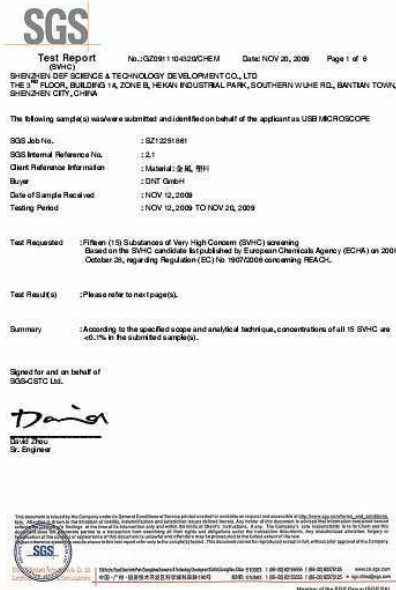 SGS
Test Report No.:GZ0911104320/CHEM Date: NOV 20, 2009 Page 1 of 6
(SVHC)
SHENZHEN DEF SCIENCE & TECHNOLOGY DEVELOPMENT CO., LTD
THE 3RD FLOOR, BUILDING 1A, ZONE B, HEKAN INDUSTRIAL PARK, SOUTHERN WUHE RD., BANTIAN TOWN,
SHENZHEN CITY, CHINA
The following sample(s) was/were submitted and identified on behalf of the applicant as USB MICROSCOPE
SGS Job No. : SZ12251861
SGS Internal Reference No. : 2.1
Client Reference Information : Material:金属, 塑料
Buyer : DNT GmbH
Date of Sample Received : NOV 12, 2009
Testing Period : NOV 12, 2009 TO NOV 20, 2009
Test Requested : Fifteen (15) Substances of Very High Concern (SVHC) screening
Based on the SVHC candidate list published by European Chemicals Agency (ECHA) on 2008
October 28, regarding Regulation (EC) No 1907/2006 concerning REACH.
Test Result(s) : Please refer to next page(s).
Summary : According to the specified scope and analytical technique, concentrations of all 15 SVHC are
<0.1% in the submitted sample(s).
Signed for and on behalf of
SGS-CSTC Ltd.
David Zhou
Sr. Engineer
SGS